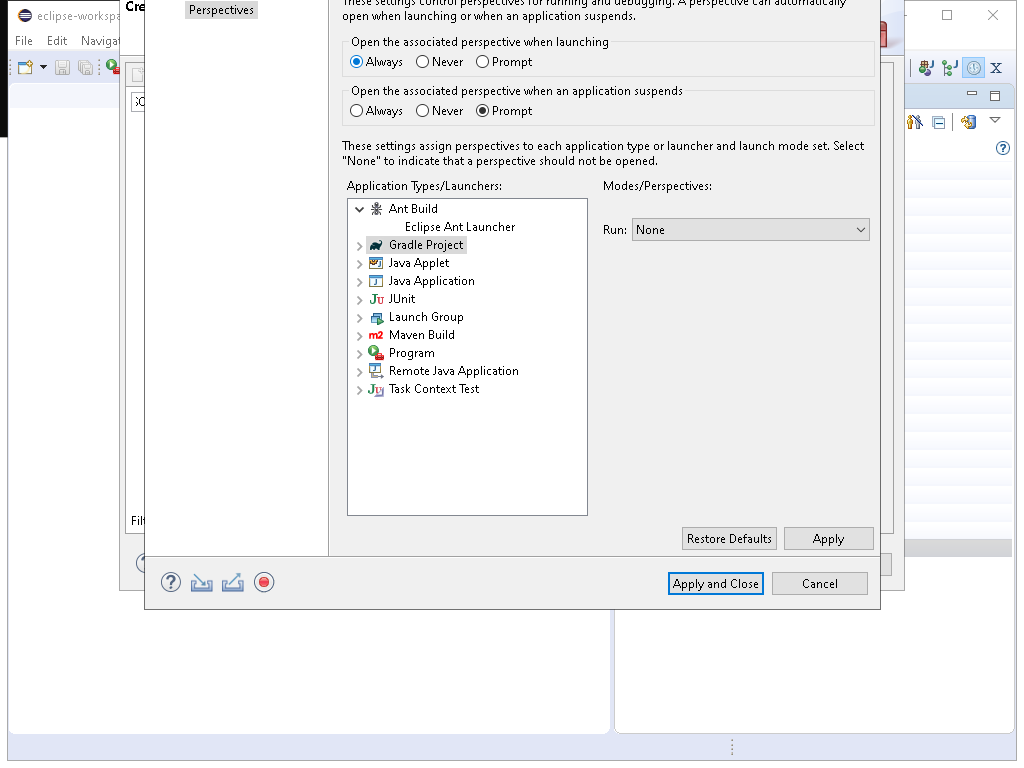 eclipse-workspa
Cre
Perspectives
These settings control perspectives for running and debugging. A perspective can automatically
open when launching or when an application suspends.
File Edit Navigat
Open the associated perspective when launching
Always Never Prompt
Open the associated perspective when an application suspends
Always Never Prompt
These settings assign perspectives to each application type or launcher and launch mode set. Select
"None" to indicate that a perspective should not be opened.
Application Types/Launchers:
Modes/Perspectives:
Ant Build
Eclipse Ant Launcher
Run: None
Gradle Project
Java Applet
Java Application
Ju JUnit
Launch Group
m2 Maven Build
Program
Remote Java Application
Ju Task Context Test
Filt
Restore Defaults Apply
Apply and Close Cancel